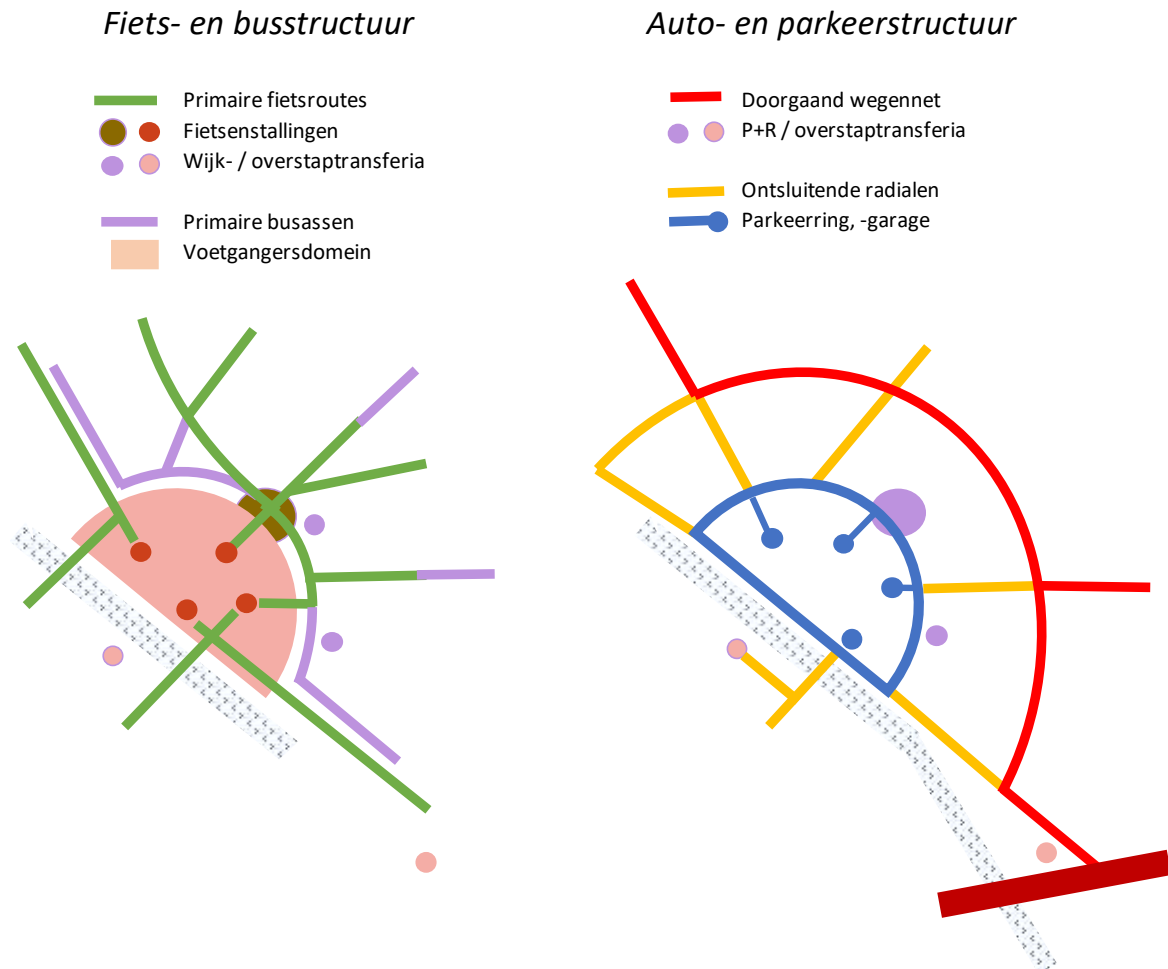 Fiets- en busstructuur
Primaire fietsroutes
Fietsenstallingen
Wijk- / overstaptransferia
Primaire busassen
Voetgangersdomein
Auto- en parkeerstructuur
Doorgaand wegennet
P+R / overstaptransferia
Ontsluitende radialen
Parkeerring, -garage